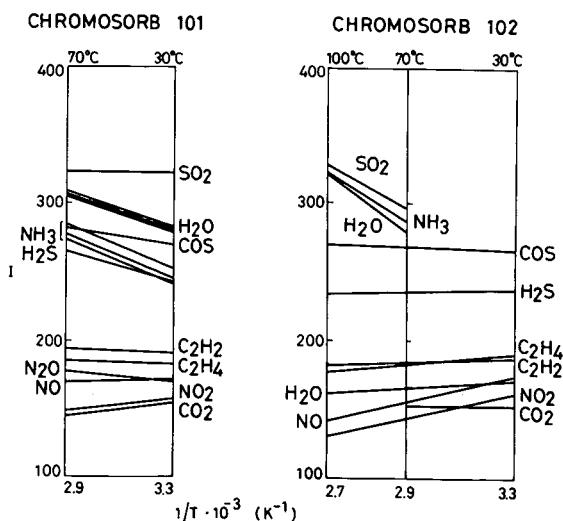 CHROMOSORB 101
70°C 30°C
400
300
200
100
I
SO2
H2O
COS
NH3
H2S
C2H2
C2H4
N2O
NO
NO2
CO2
2.9 3.3
CHROMOSORB 102
100°C 70°C 30°C
400
300
200
100
SO2
NH3
H2O
COS
H2S
C2H4
C2H2
H2O
NO
NO2
CO2
2.7 2.9 3.3
1/T · 10⁻³ (K⁻¹)